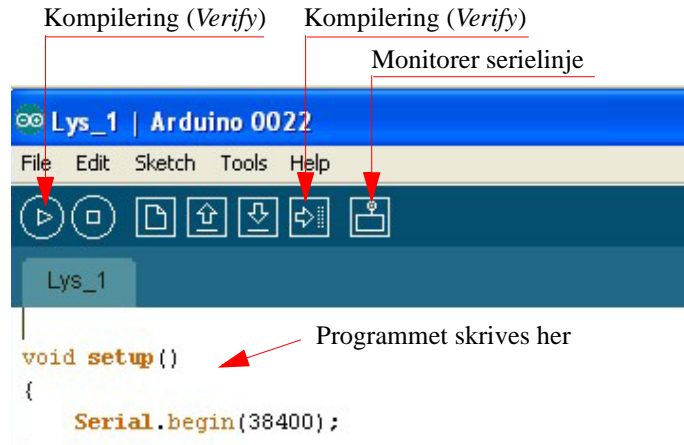 Kompilering (Verify) Kompilering (Verify)
Monitorer serielinje
Lys_1 | Arduino 0022
File Edit Sketch Tools Help
Lys_1
Programmet skrives her
void setup()
{
Serial.begin(38400);